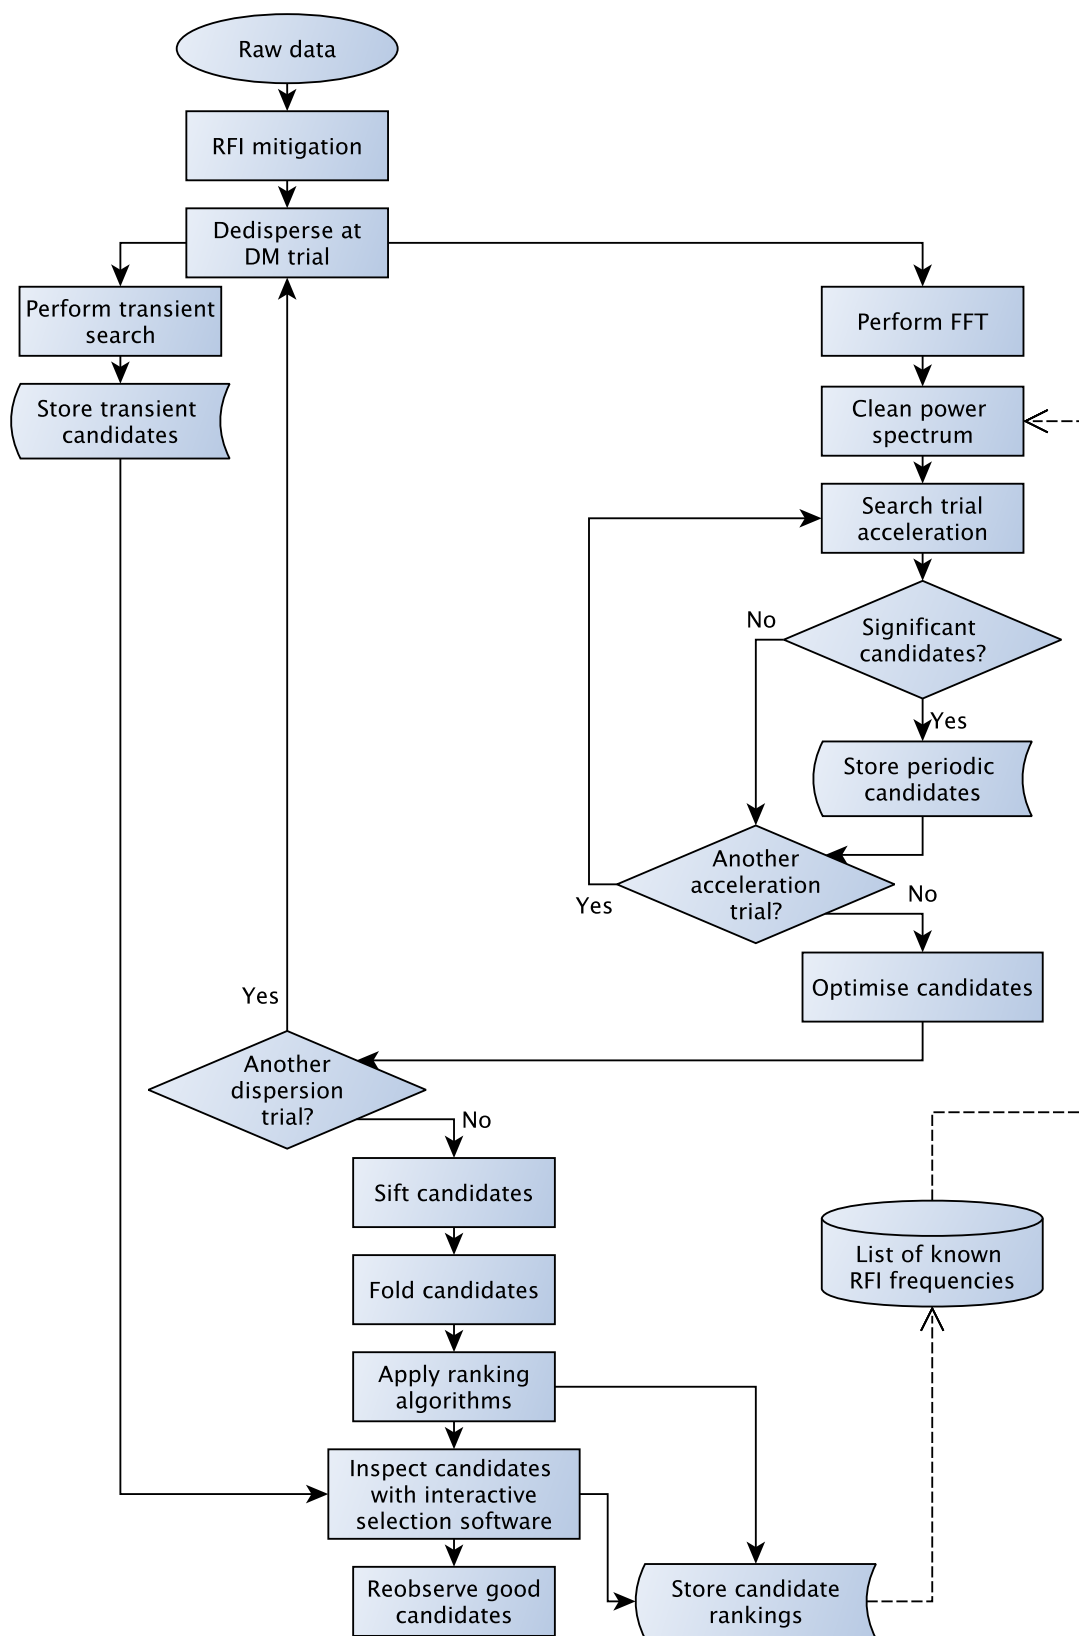 Raw data
RFI mitigation
Dedisperse at
DM trial
Perform transient
search
Perform FFT
Store transient
candidates
Clean power
spectrum
Search trial
acceleration
No
Significant
candidates?
Yes
Store periodic
candidates
Another
acceleration
trial?
Yes
No
Optimise candidates
Yes
Another
dispersion
trial?
No
Sift candidates
List of known
RFI frequencies
Fold candidates
Apply ranking
algorithms
Inspect candidates
with interactive
selection software
Reobserve good
candidates
Store candidate
rankings